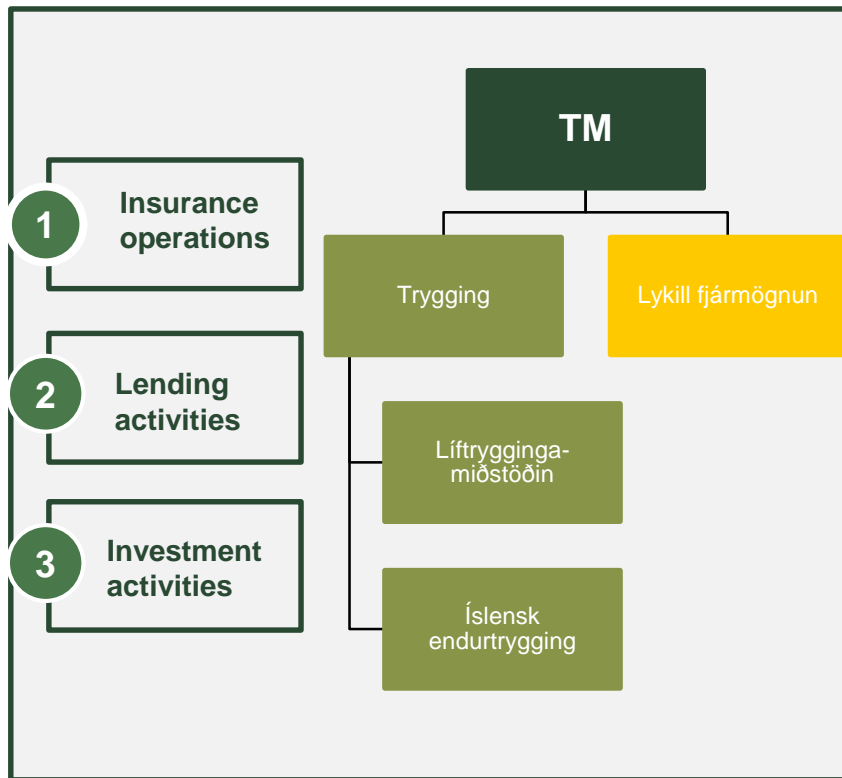 TM
1
Insurance
operations
Trygging
Lykill fjármögnun
2
Lending
activities
Líftrygginga-
miðstöðin
3
Investment
activities
Íslensk
endurtrygging